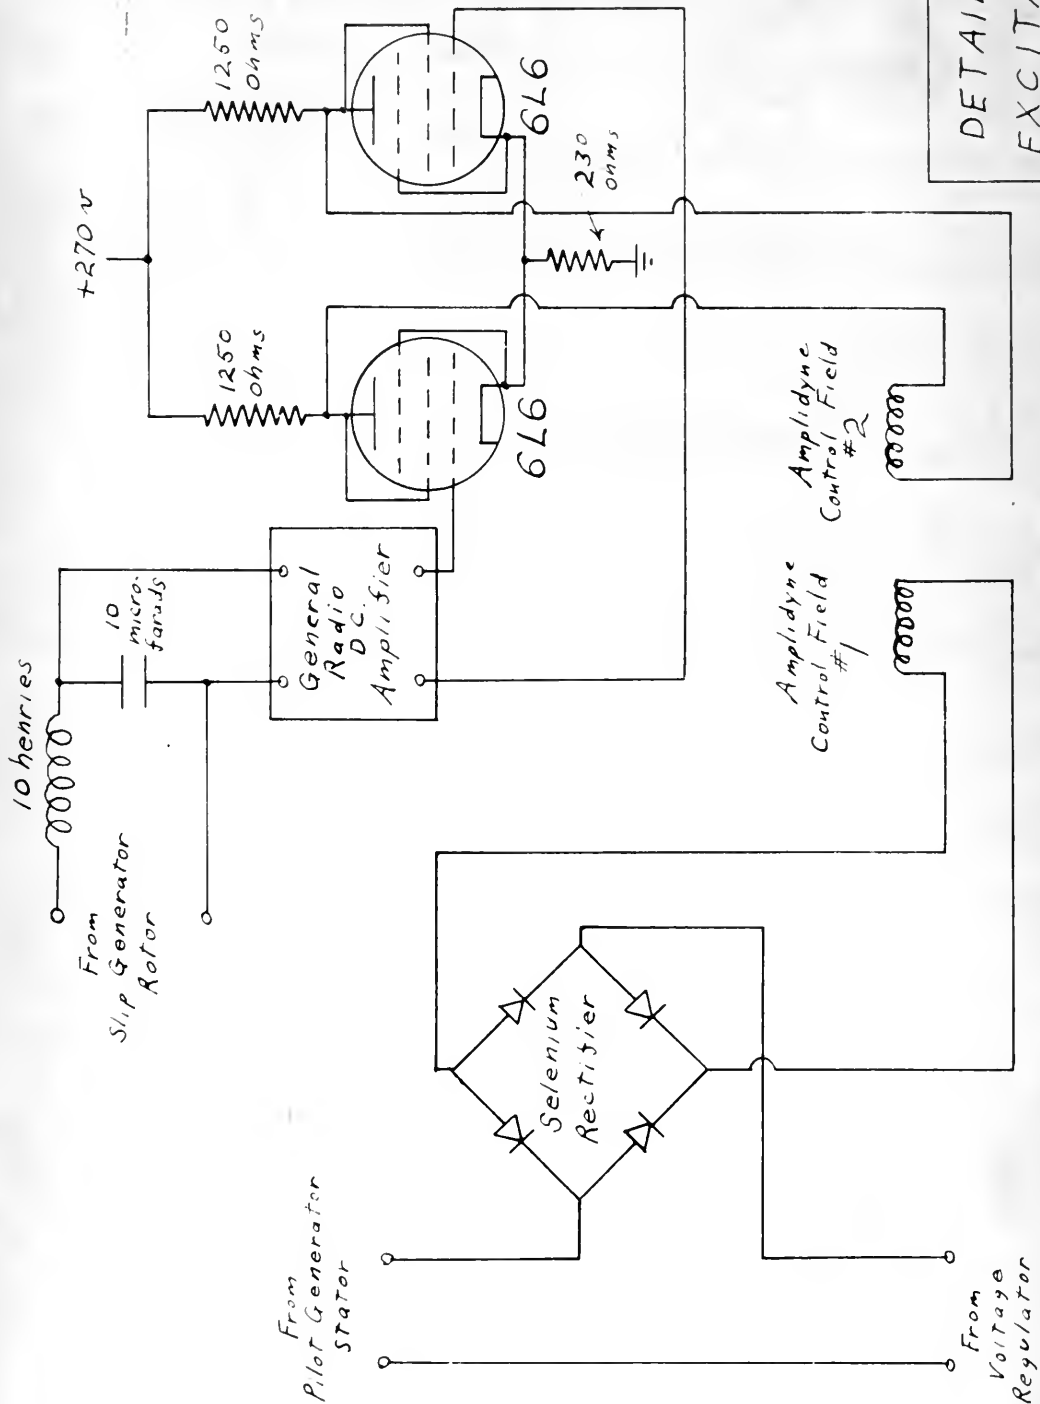 +270 v
1250
ohms
1250
ohms
6L6
6L6
230
ohms
10 henries
10
micro-
farads
From
Slip Generator
Rotor
General
Radio
D.C.
Amplifier
Amplidyne
Control Field
#2
Amplidyne
Control Field
#1
Selenium
Rectifier
From
Pilot Generator
Stator
From
Voltage
Regulator